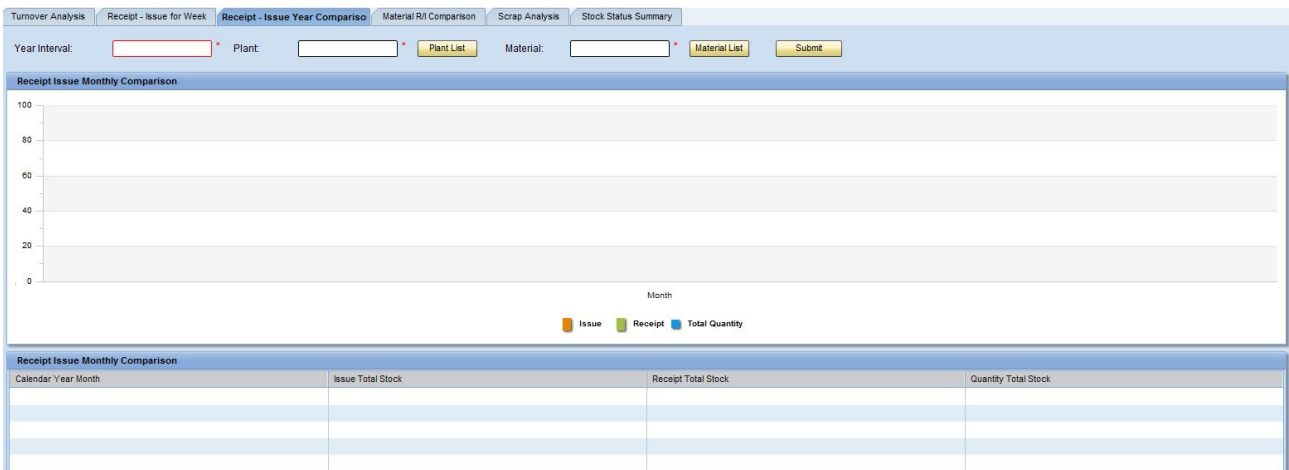 Turnover Analysis Receipt - Issue for Week Receipt - Issue Year Compariso Material R/I Comparison Scrap Analysis Stock Status Summary
Year Interval: * Plant: * Plant List Material: * Material List Submit
Receipt Issue Monthly Comparison
100
80
60
40
20
0
Month
Issue Receipt Total Quantity
Receipt Issue Monthly Comparison
Calendar Year Month Issue Total Stock Receipt Total Stock Quantity Total Stock